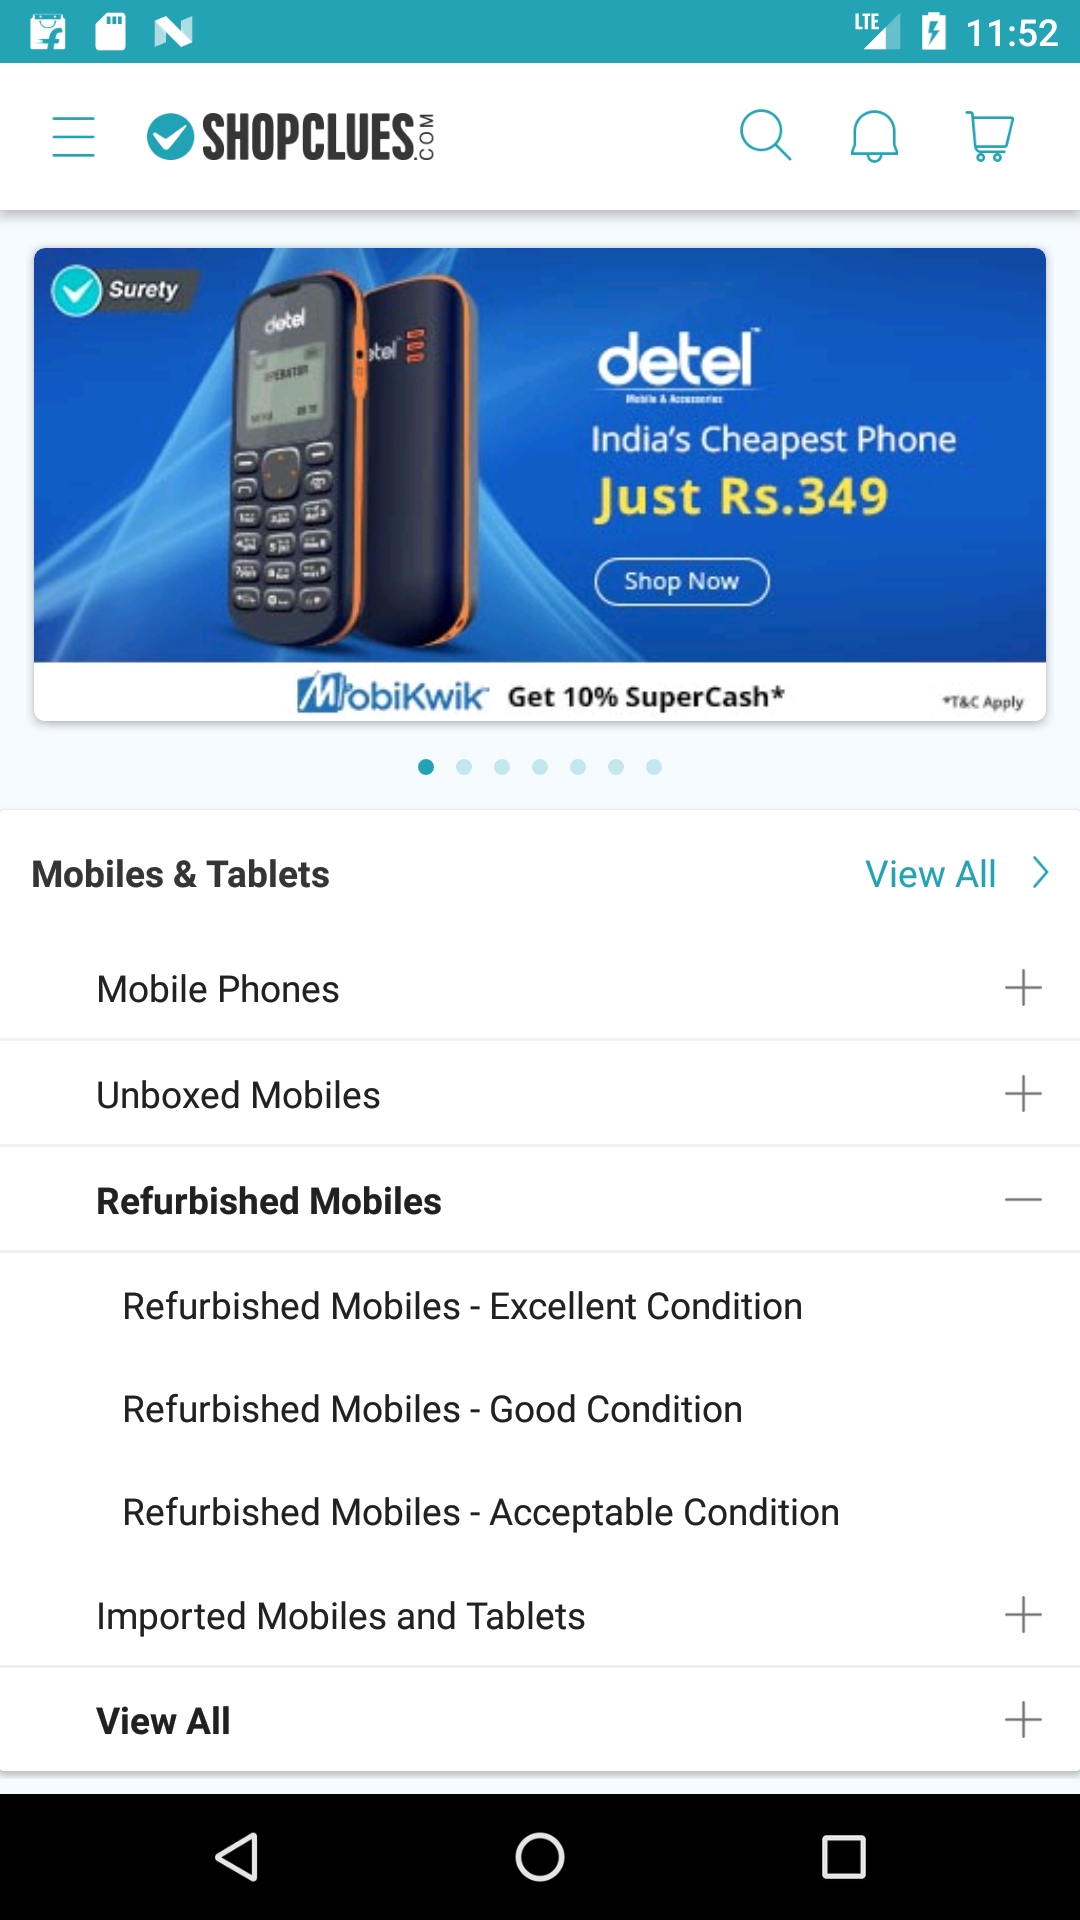 LTE 11:52
SHOPCLUES.COM
Surety
detel
detel
Mobile & Accessories
India's Cheapest Phone
Just Rs.349
Shop Now
MobiKwik Get 10% SuperCash*
*T&C Apply
Mobiles & Tablets
View All
Mobile Phones
Unboxed Mobiles
Refurbished Mobiles
Refurbished Mobiles - Excellent Condition
Refurbished Mobiles - Good Condition
Refurbished Mobiles - Acceptable Condition
Imported Mobiles and Tablets
View All